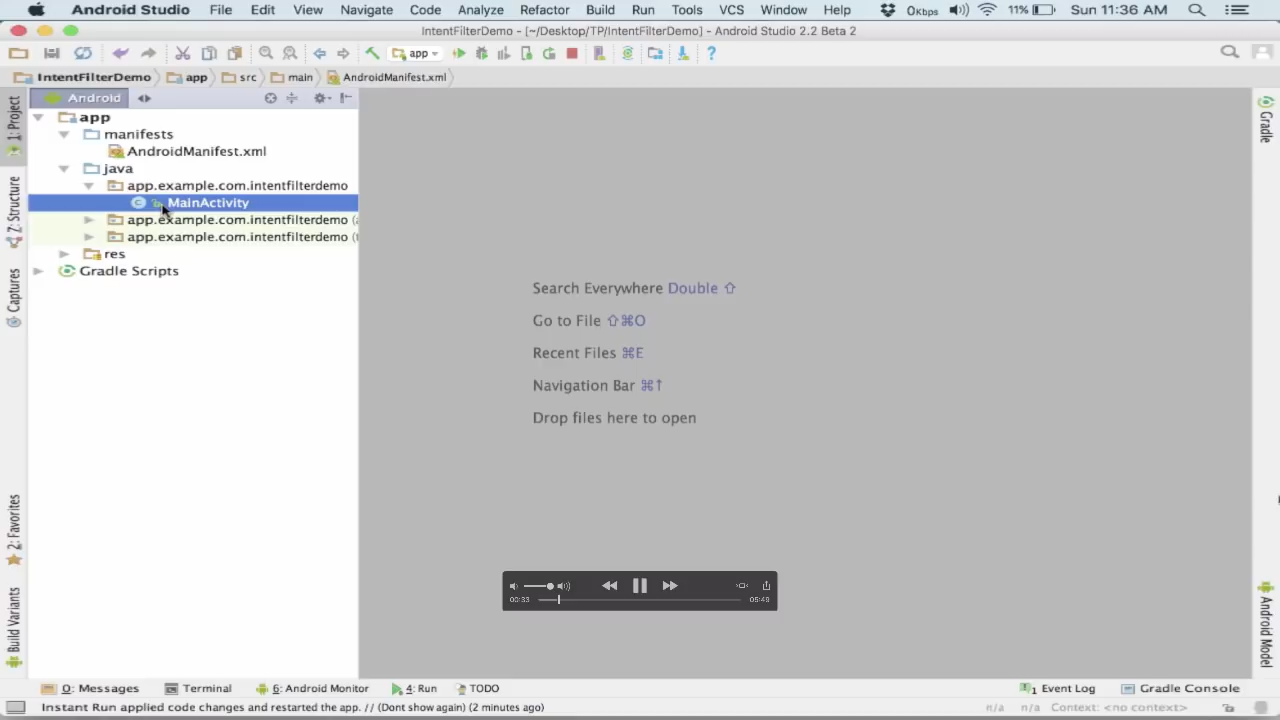 Android Studio File Edit View Navigate Code Analyze Refactor Build Run Tools VCS Window Help 0Kbps 11% Sun 11:36 AM
IntentFilterDemo - [~/Desktop/TP/IntentFilterDemo] - Android Studio 2.2 Beta 2
app
IntentFilterDemo app src main AndroidManifest.xml
1: Project
Android
app
manifests
AndroidManifest.xml
java
app.example.com.intentfilterdemo
MainActivity
app.example.com.intentfilterdemo (
app.example.com.intentfilterdemo (
res
Gradle Scripts
Z: Structure
Captures
2: Favorites
Build Variants
Search Everywhere Double ⇧
Go to File ⇧⌘O
Recent Files ⌘E
Navigation Bar ⌘↑
Drop files here to open
00:33 05:49
Gradle
Android Model
0: Messages Terminal 6: Android Monitor 4: Run TODO Event Log Gradle Console
Instant Run applied code changes and restarted the app. // (Dont show again) (2 minutes ago) n/a n/a Context: <no context>